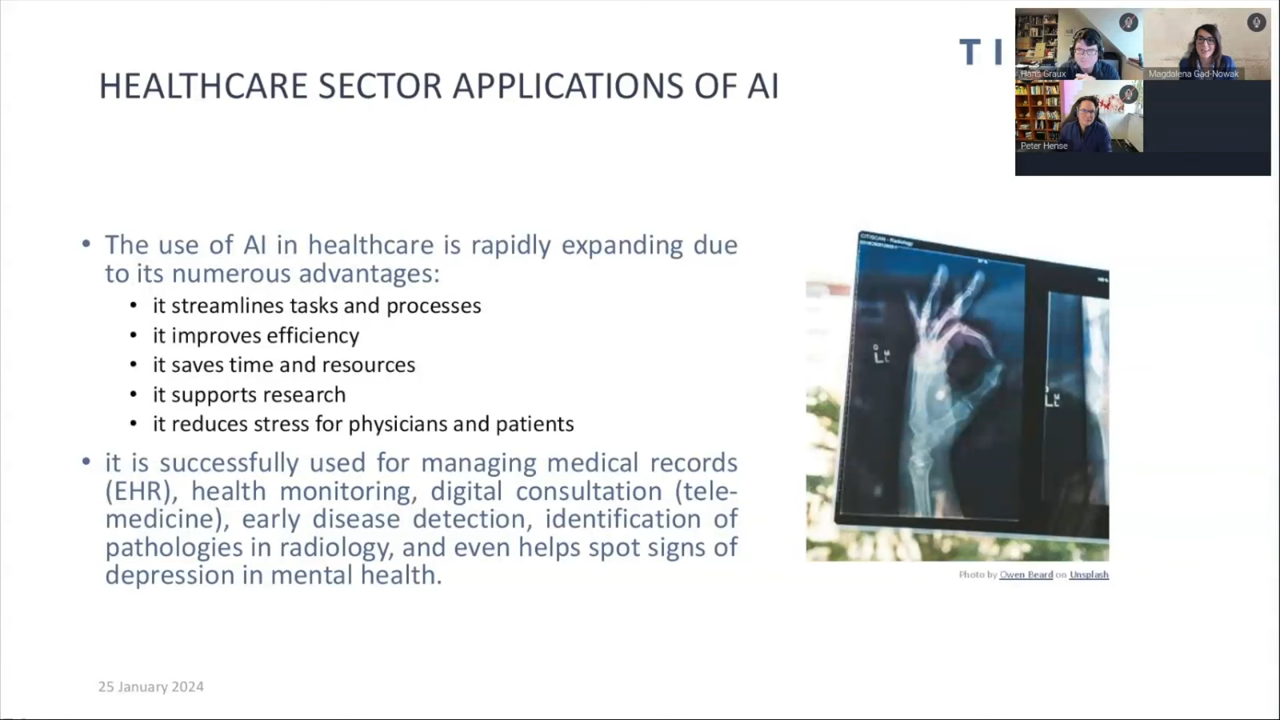 T I
HEALTHCARE SECTOR APPLICATIONS OF AI
Hans Graux
Magdalena Gad-Nowak
Peter Hense
• The use of AI in healthcare is rapidly expanding due
to its numerous advantages:
• it streamlines tasks and processes
• it improves efficiency
• it saves time and resources
• it supports research
• it reduces stress for physicians and patients
• it is successfully used for managing medical records
(EHR), health monitoring, digital consultation (tele-
medicine), early disease detection, identification of
pathologies in radiology, and even helps spot signs of
depression in mental health.
Photo by Owen Beard on Unsplash
25 January 2024